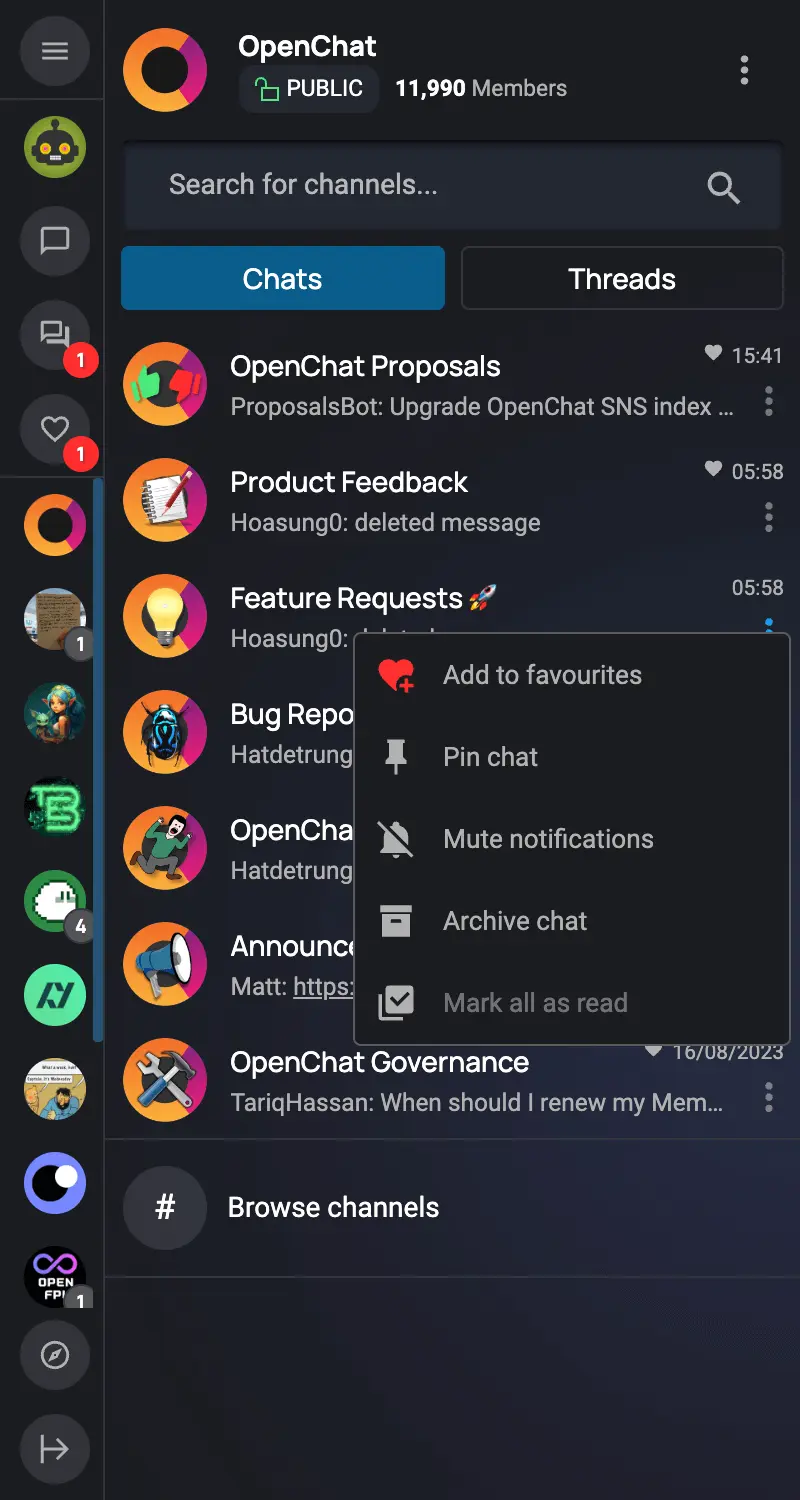 OpenChat
PUBLIC 11,990 Members
Search for channels...
Chats Threads
1
1
1
4
OPEN
1
OpenChat Proposals 15:41
ProposalsBot: Upgrade OpenChat SNS index ...
Product Feedback 05:58
Hoasung0: deleted message
Feature Requests 🚀 05:58
Hoasung0:
Bug Repo
Hatdetrung
OpenCha
Hatdetrung
Announce
Matt: https:
Add to favourites
Pin chat
Mute notifications
Archive chat
Mark all as read
OpenChat Governance 16/08/2023
TariqHassan: When should I renew my Mem...
# Browse channels